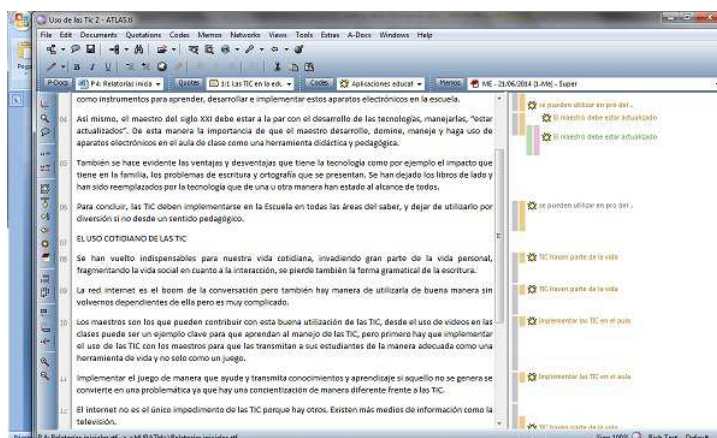 Uso de las Tic 2 - ATLAS.ti
File Edit Documents Quotations Codes Memos Networks Views Tools Extras A-Docs Windows Help
P-Docs P 4: Relatorias inicia Quotes 1:1 Las TIC en la edu. Codes Aplicaciones educat Memos ME - 21/06/2014 (1-Me) - Super
como instrumentos para aprender, desarrollar e implementar estos aparatos electrónicos en la escuela.
04 Así mismo, el maestro del siglo XXI debe estar a la par con el desarrollo de las tecnologías, manejarlas, "estar
actualizados". De esta manera la importancia de que el maestro desarrolle, domine, maneje y haga uso de
aparatos electrónicos en el aula de clase como una herramienta didáctica y pedagógica.
05 También se hace evidente las ventajas y desventajas que tiene la tecnología como por ejemplo el impacto que
tiene en la familia, los problemas de escritura y ortografía que se presentan. Se han dejado los libros de lado y
han sido reemplazados por la tecnología que de una u otra manera han estado al alcance de todos.
06 Para concluir, las TIC deben implementarse en la Escuela en todas las áreas del saber, y dejar de utilizarlo por
diversión si no desde un sentido pedagógico.
07 EL USO COTIDIANO DE LAS TIC
08 Se han vuelto indispensables para nuestra vida cotidiana, invadiendo gran parte de la vida personal,
fragmentando la vida social en cuanto a la interacción, se pierde también la forma gramatical de la escritura.
09 La red internet es el boom de la conversación pero también hay manera de utilizarla de buena manera sin
volvernos dependientes de ella pero es muy complicado.
10 Los maestros son los que pueden contribuir con esta buena utilización de las TIC, desde el uso de videos en las
clases puede ser un ejemplo clave para que aprendan al manejo de las TIC, pero primero hay que implementar
el uso de las TIC con los maestros para que las transmitan a sus estudiantes de la manera adecuada como una
herramienta de vida y no solo como un juego.
11 Implementar el juego de manera que ayude y transmita conocimientos y aprendizaje si aquello no se genera se
convierte en una problemática ya que hay una concientización de manera diferente frente a las TIC.
12 El internet no es el único impedimento de las TIC porque hay otros. Existen más medios de información como la
televisión.
se pueden utilizar en pro del .
El maestro debe estar actualizado
El maestro debe estar actualizado
se pueden utilizar en pro del .
TIC hacen parte de la vida
TIC hacen parte de la vida
Implementar las TIC en el aula
Implementar las TIC en el aula
TIC hacen parte de la vida